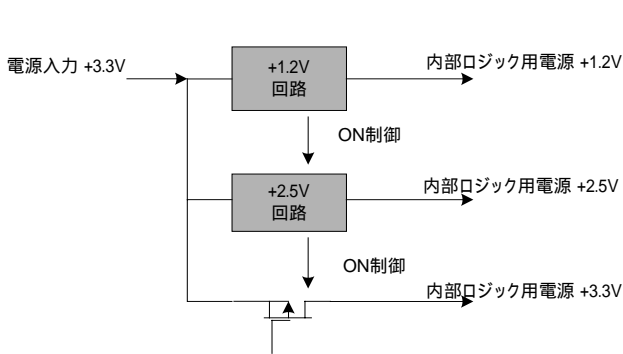 電源入力 +3.3V
+1.2V
回路
内部ロジック用電源 +1.2V
ON制御
+2.5V
回路
内部ロジック用電源 +2.5V
ON制御
内部ロジック用電源 +3.3V